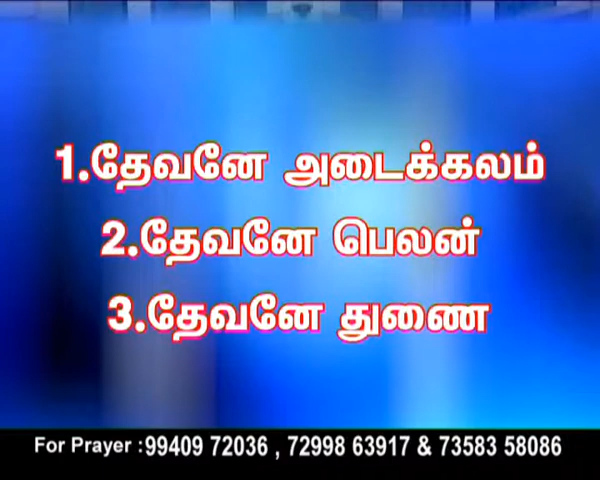 1.தேவனே அடைக்கலம்
2.தேவனே பெலன்
3.தேவனே துணை
For Prayer :99409 72036 , 72998 63917 & 73583 58086